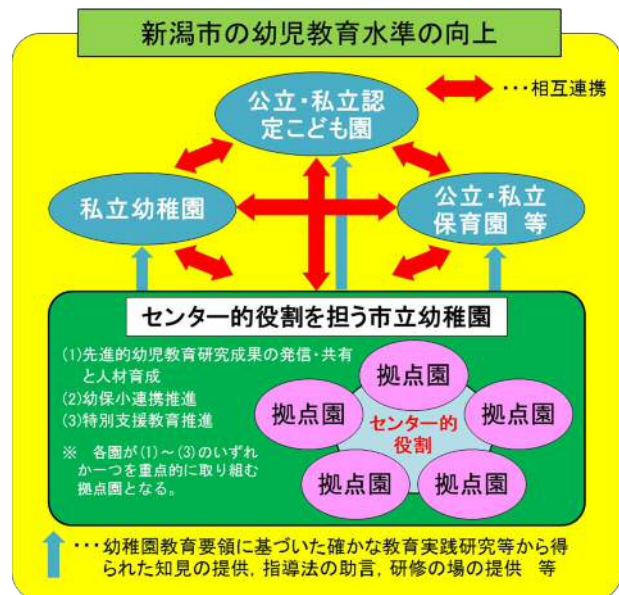 新潟市の幼児教育水準の向上
公立・私立認
定こども園
・・・相互連携
私立幼稚園
公立・私立
保育園 等
センター的役割を担う市立幼稚園
(1)先進的幼児教育研究成果の発信・共有
と人材育成
(2)幼保小連携推進
(3)特別支援教育推進
※ 各園が(1)～(3)のいずれ
か一つを重点的に取り組む
拠点園となる。
拠点園
拠点園
拠点園
センター的
役割
拠点園
拠点園
・・・幼稚園教育要領に基づいた確かな教育実践研究等から得
られた知見の提供，指導法の助言，研修の場の提供 等